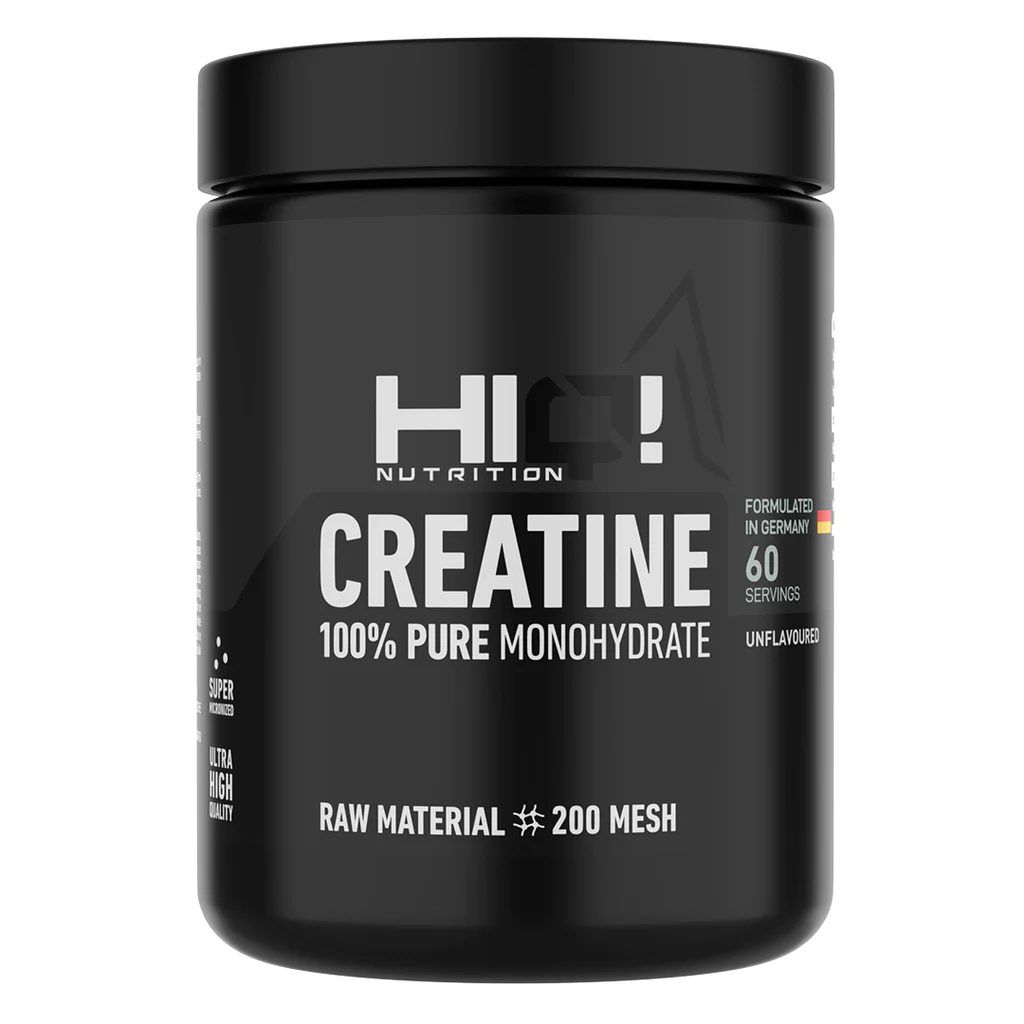 HIQ!
NUTRITION
CREATINE
100% PURE MONOHYDRATE
RAW MATERIAL # 200 MESH
FORMULATED
IN GERMANY
60
SERVINGS
UNFLAVOURED
SUPER
MICRONIZED
ULTRA
HIGH
QUALITY